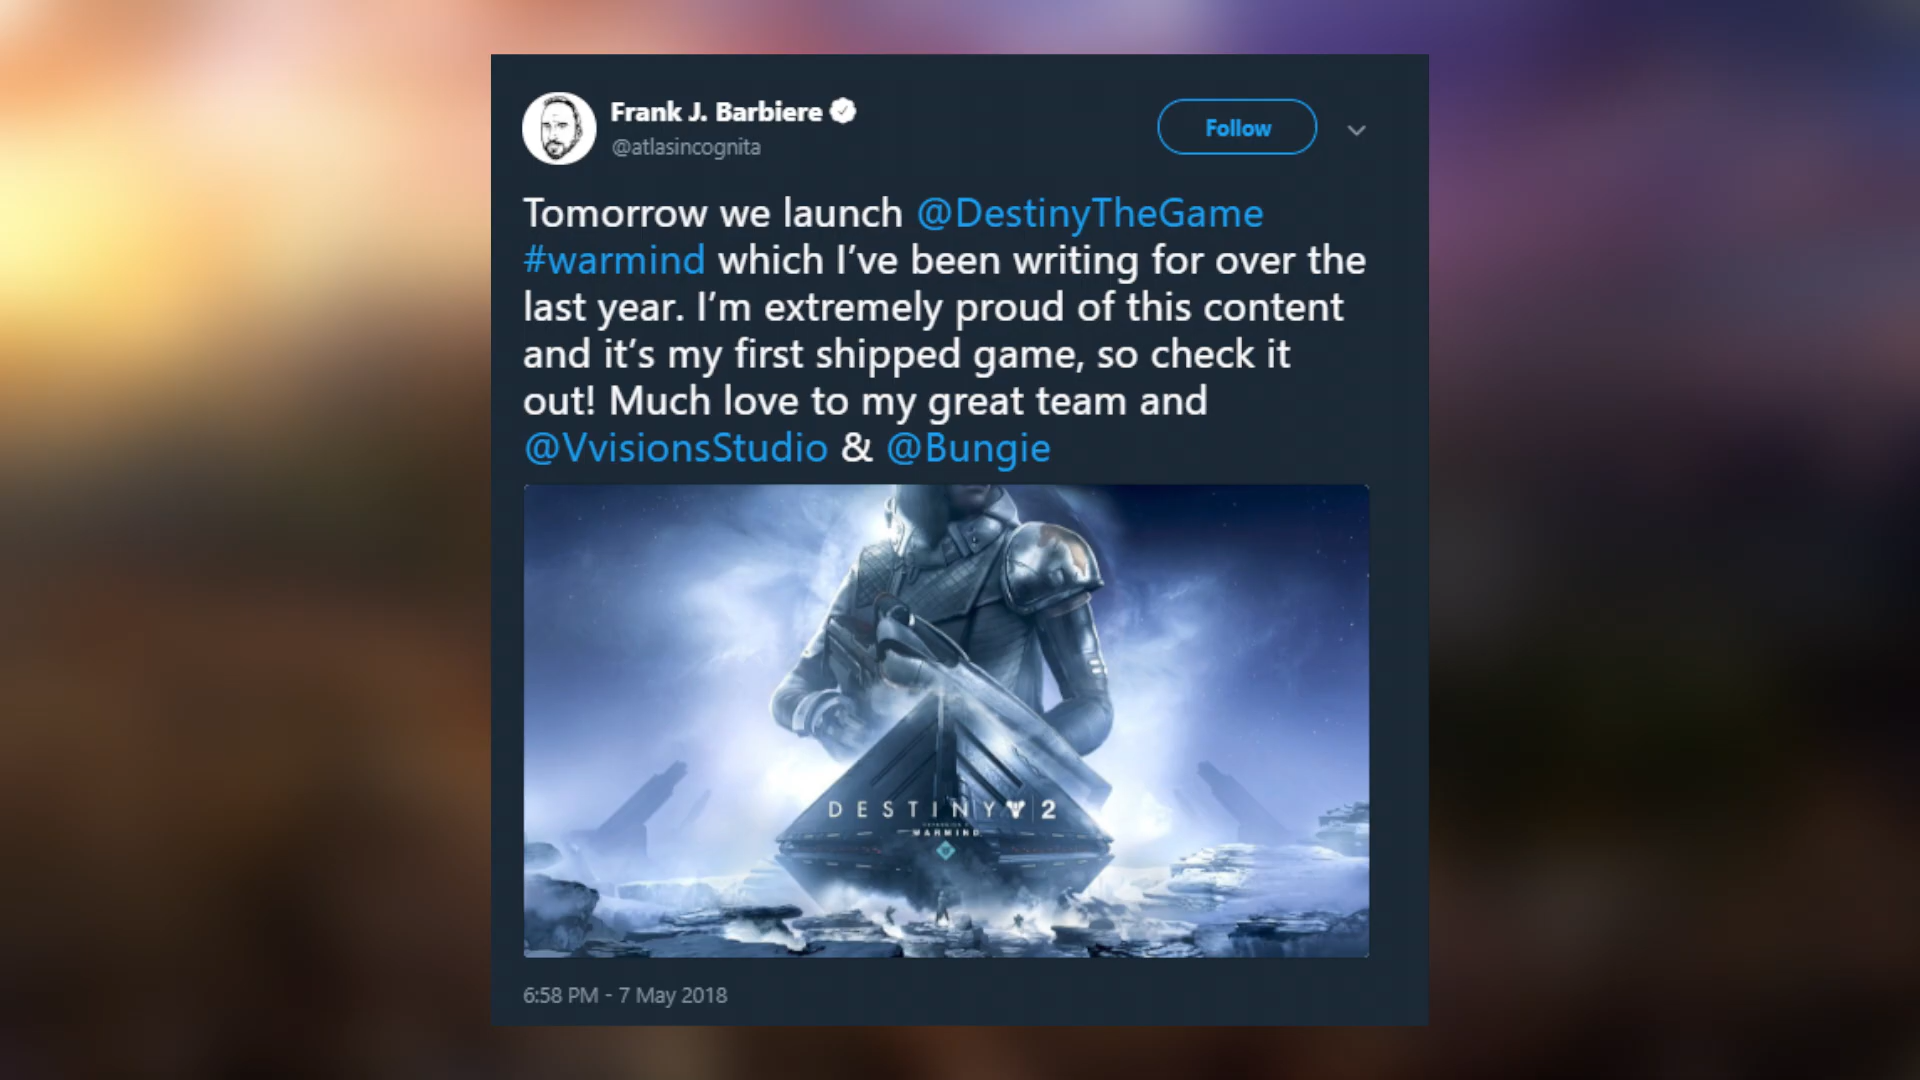 Frank J. Barbiere
@atlasincognita
Follow
Tomorrow we launch @DestinyTheGame
#warmind which I’ve been writing for over the
last year. I’m extremely proud of this content
and it’s my first shipped game, so check it
out! Much love to my great team and
@VvisionsStudio & @Bungie
DESTINY 2
WARMIND
6:58 PM - 7 May 2018